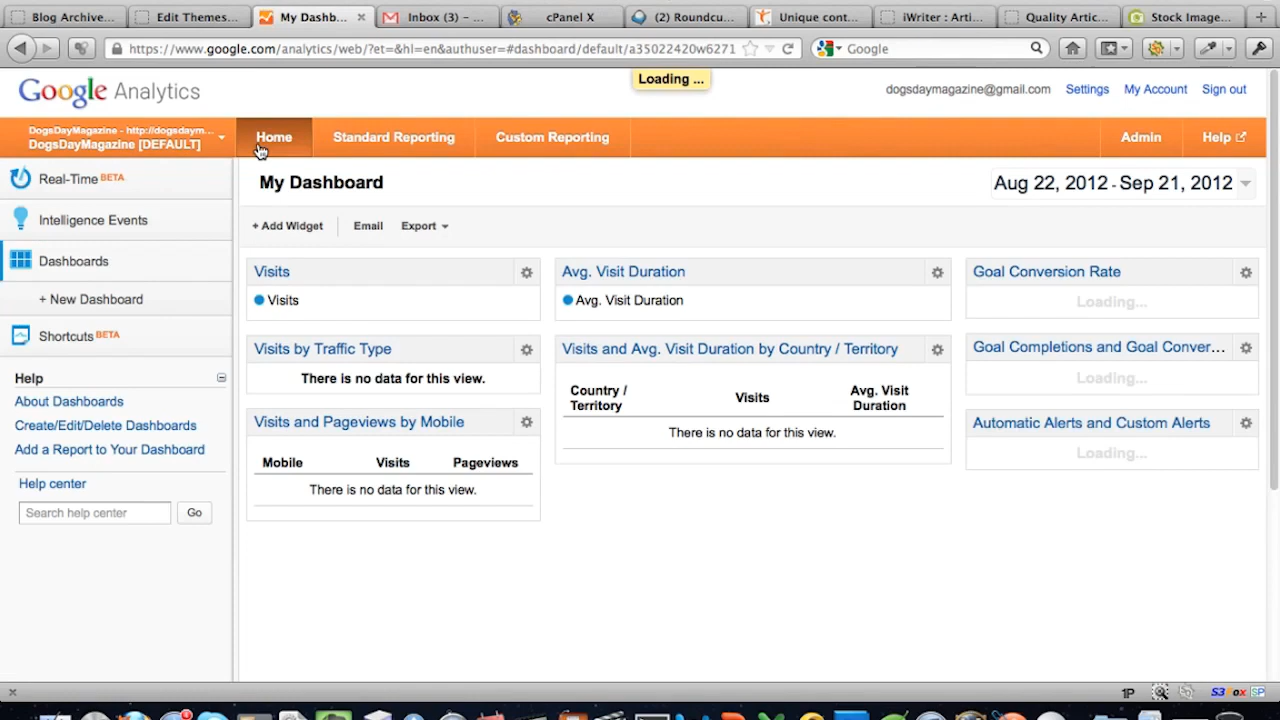 Blog Archive...
Edit Themes...
My Dashb...
Inbox (3) - ...
cPanel X
(2) Roundcu...
Unique cont...
iWriter : Arti...
Quality Artic...
Stock Image...
https://www.google.com/analytics/web/?et=&hl=en&authuser=#dashboard/default/a35022420w6271
Google
Loading ...
Google Analytics
dogsdaymagazine@gmail.com
Settings
My Account
Sign out
DogsDayMagazine - http://dogsdaym...
DogsDayMagazine [DEFAULT]
Home
Standard Reporting
Custom Reporting
Admin
Help
Real-Time BETA
Intelligence Events
Dashboards
+ New Dashboard
Shortcuts BETA
Help
About Dashboards
Create/Edit/Delete Dashboards
Add a Report to Your Dashboard
Help center
Search help center
Go
My Dashboard
Aug 22, 2012 - Sep 21, 2012
+ Add Widget
Email
Export
Visits
Visits
Visits by Traffic Type
There is no data for this view.
Visits and Pageviews by Mobile
Mobile Visits Pageviews
There is no data for this view.
Avg. Visit Duration
Avg. Visit Duration
Visits and Avg. Visit Duration by Country / Territory
Country / Territory
Visits
Avg. Visit Duration
There is no data for this view.
Goal Conversion Rate
Loading...
Goal Completions and Goal Conver...
Loading...
Automatic Alerts and Custom Alerts
Loading...
1P
S3Fox
SP